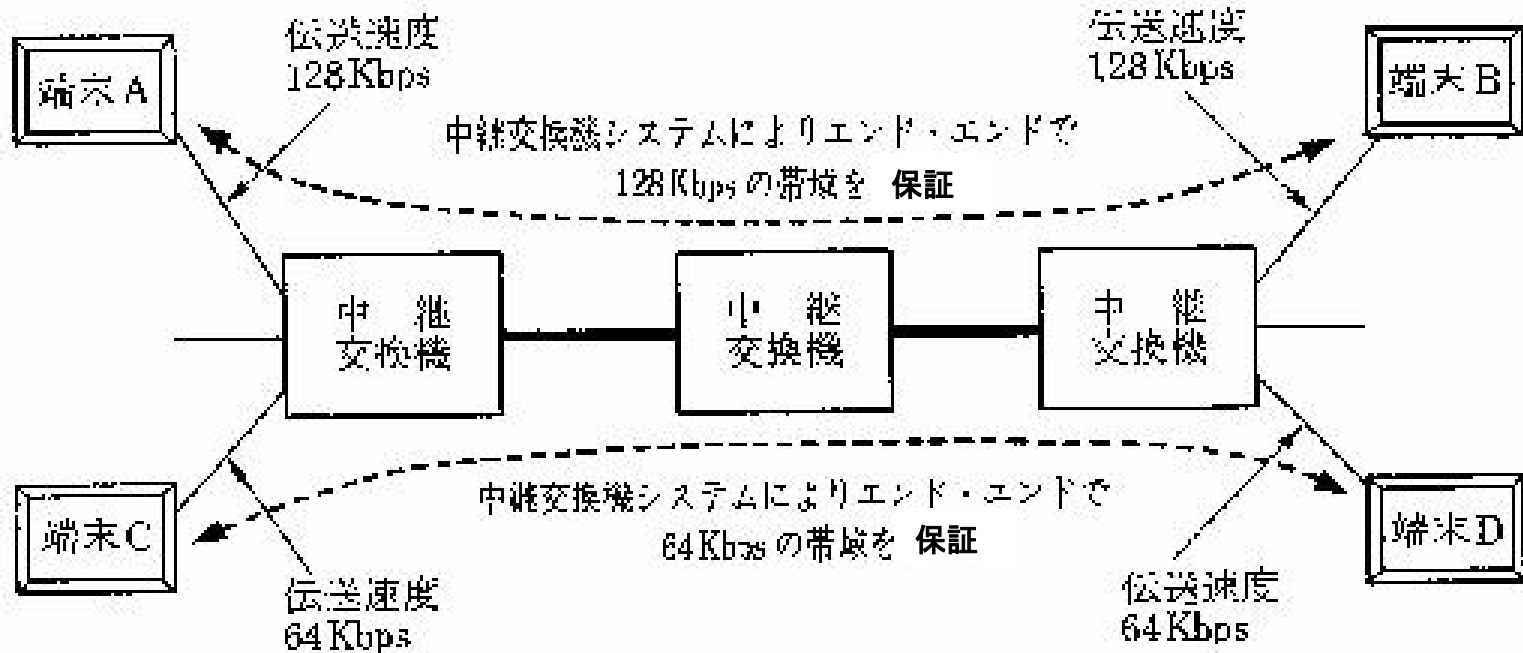 伝送速度
128Kbps
伝送速度
128Kbps
端末A
端末B
中継交換機システムによりエンド・エンドで
128Kbpsの帯域を 保証
中 継
交換機
中 継
交換機
中 継
交換機
中継交換機システムによりエンド・エンドで
64Kbpsの帯域を 保証
端末C
端末D
伝送速度
64Kbps
伝送速度
64Kbps